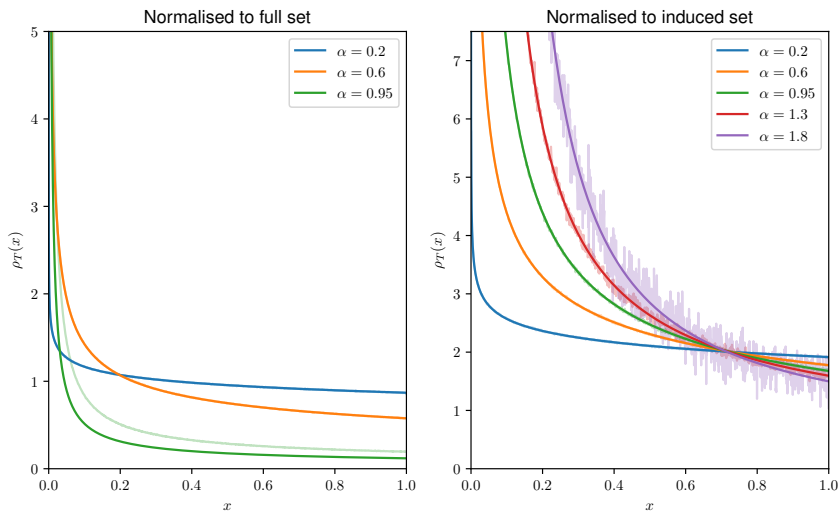 Normalised to full set
5
4
3
2
1
0
ρ_T(x)
0.0 0.2 0.4 0.6 0.8 1.0
x
α = 0.2
α = 0.6
α = 0.95
Normalised to induced set
7
6
5
4
3
2
1
0
ρ_T(x)
0.0 0.2 0.4 0.6 0.8 1.0
x
α = 0.2
α = 0.6
α = 0.95
α = 1.3
α = 1.8